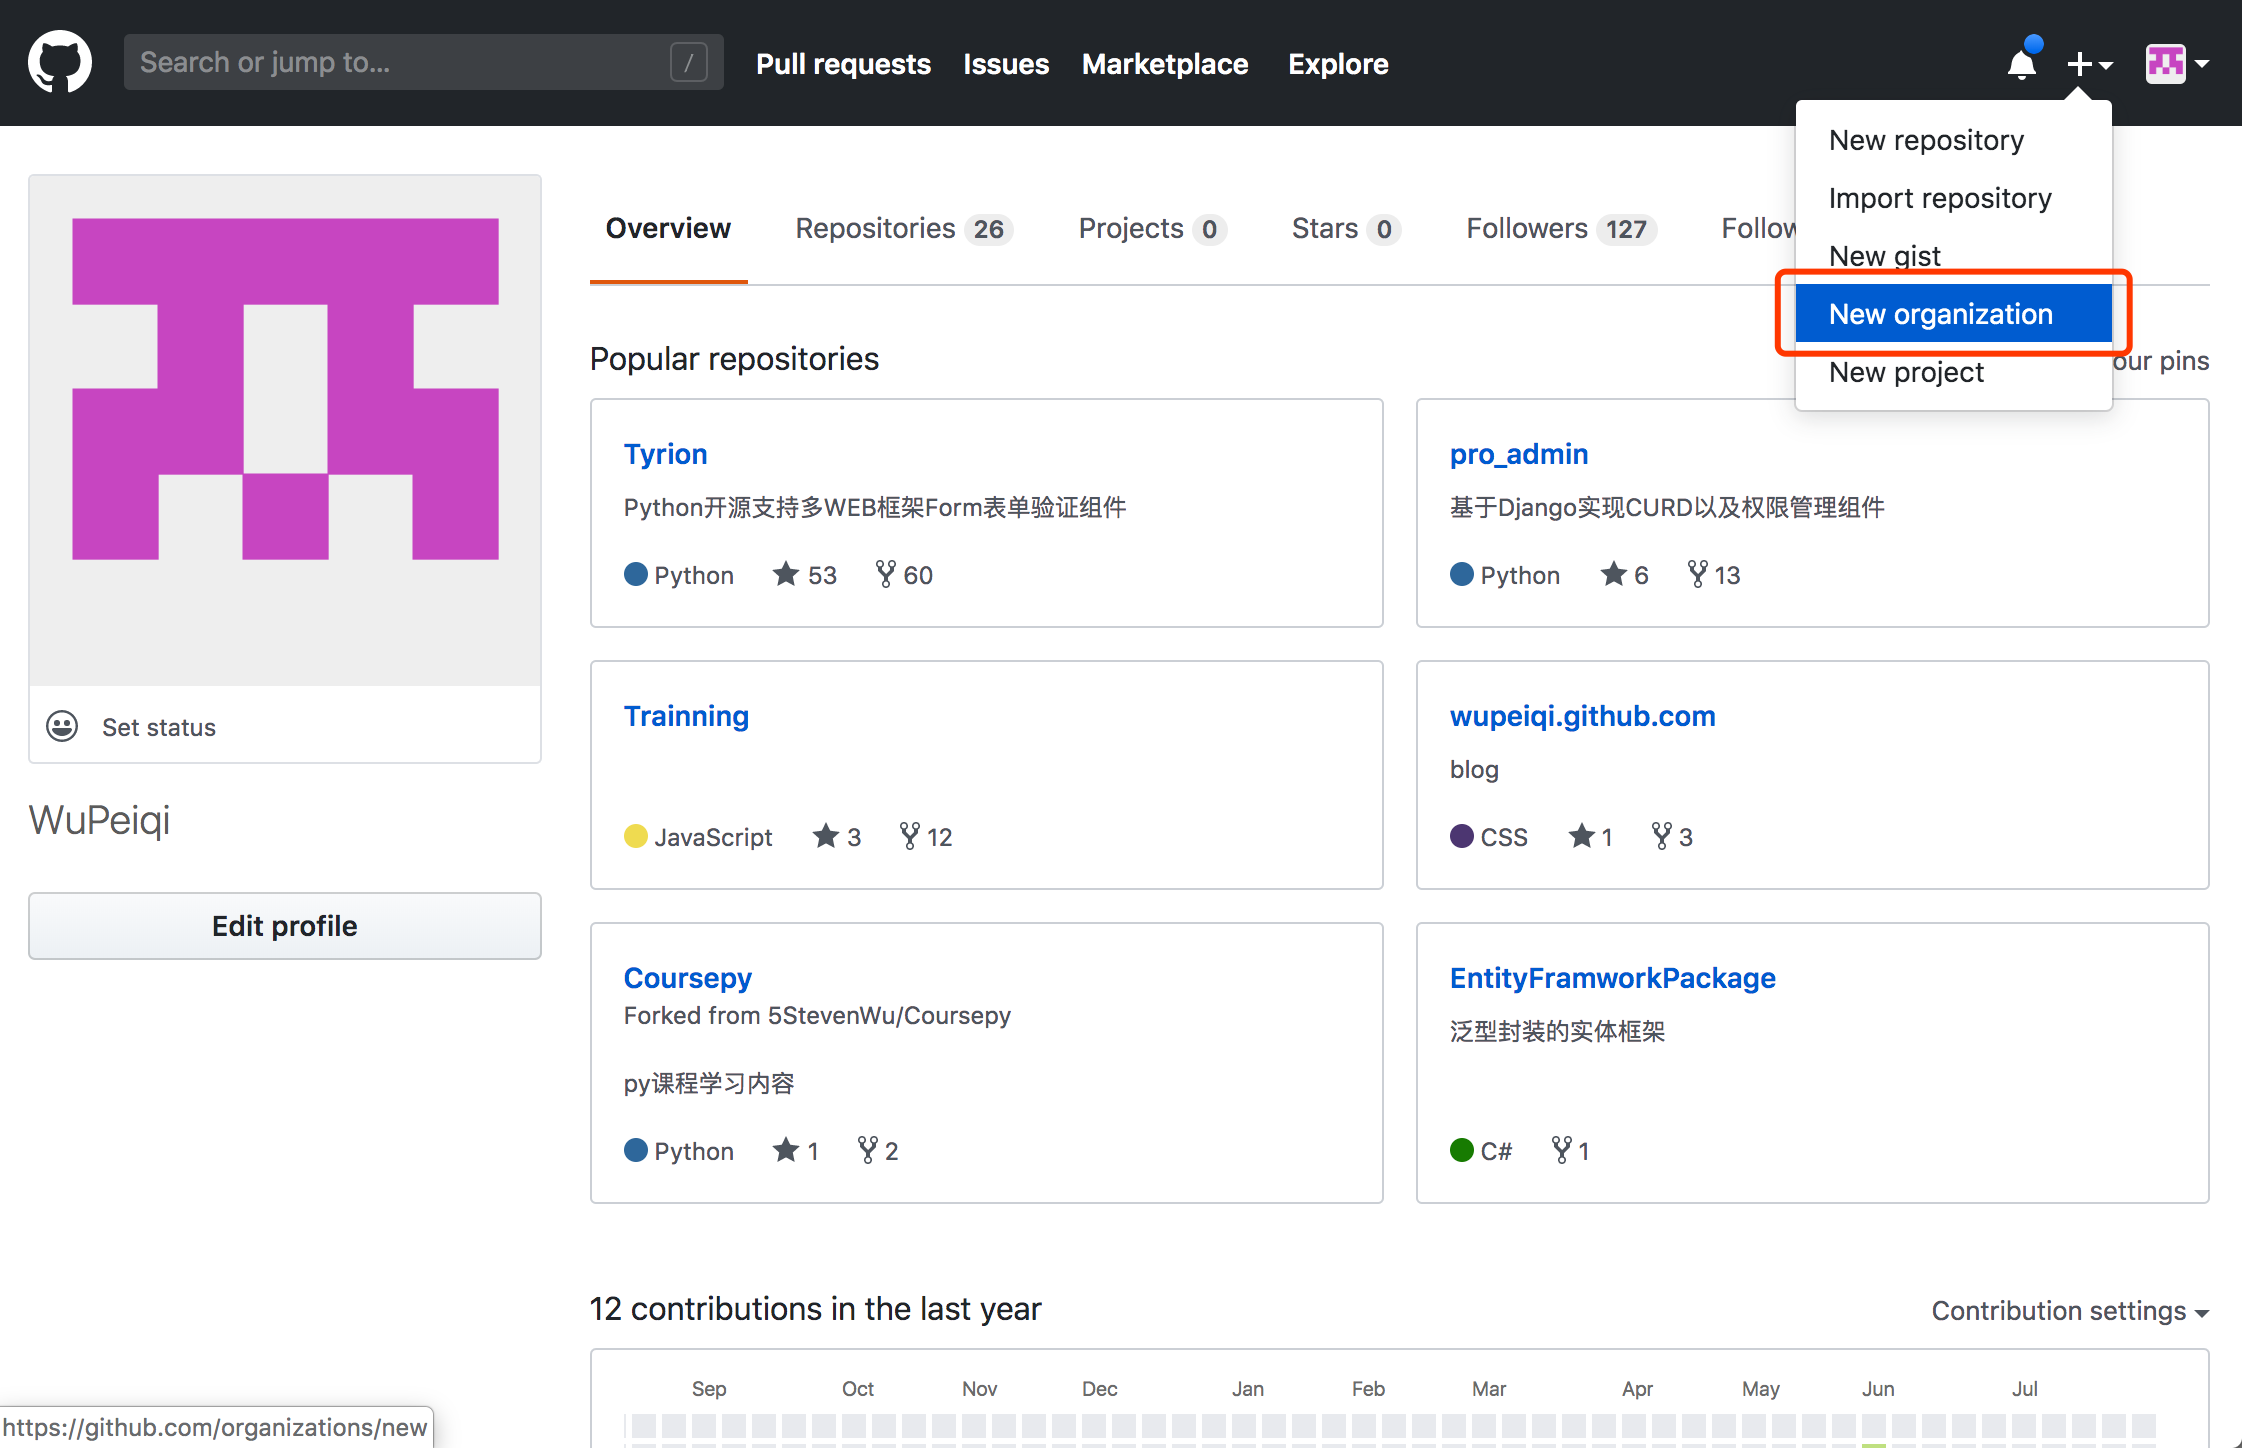 Search or jump to...
/
Pull requests
Issues
Marketplace
Explore
New repository
Import repository
New gist
New organization
New project
Overview
Repositories 26
Projects 0
Stars 0
Followers 127
Follow
Popular repositories
our pins
Tyrion
Python开源支持多WEB框架Form表单验证组件
Python 53 60
pro_admin
基于Django实现CURD以及权限管理组件
Python 6 13
Trainning
JavaScript 3 12
wupeiqi.github.com
blog
CSS 1 3
Coursepy
Forked from 5StevenWu/Coursepy
py课程学习内容
Python 1 2
EntityFramworkPackage
泛型封装的实体框架
C# 1
Set status
WuPeiqi
Edit profile
12 contributions in the last year
Contribution settings
Sep Oct Nov Dec Jan Feb Mar Apr May Jun Jul
https://github.com/organizations/new